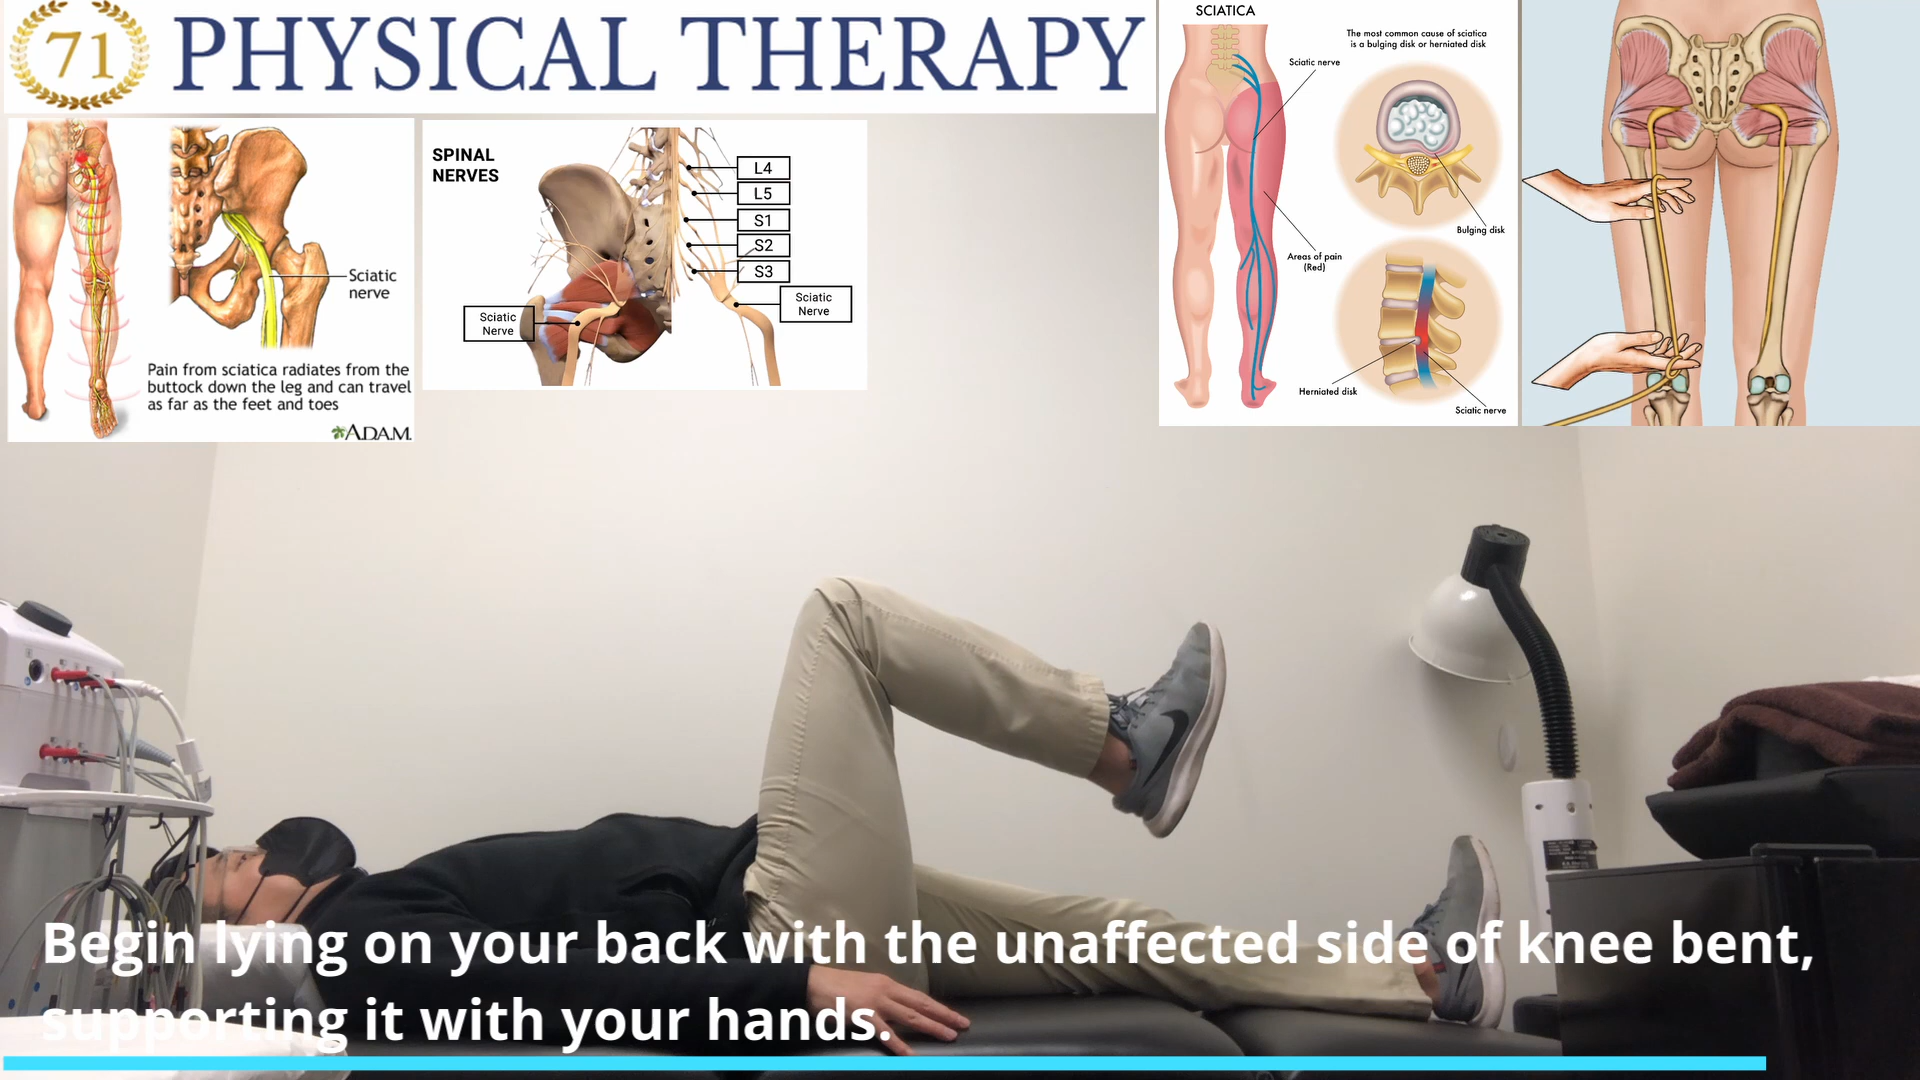 71 PHYSICAL THERAPY
Sciatic
nerve
Pain from sciatica radiates from the
buttock down the leg and can travel
as far as the feet and toes
A.D.A.M.
SPINAL
NERVES
L4
L5
S1
S2
S3
Sciatic
Nerve
Sciatic
Nerve
SCIATICA
The most common cause of sciatica
is a bulging disk or herniated disk
Sciatic nerve
Bulging disk
Areas of pain
(Red)
Herniated disk
Sciatic nerve
Begin lying on your back with the unaffected side of knee bent,
supporting it with your hands.